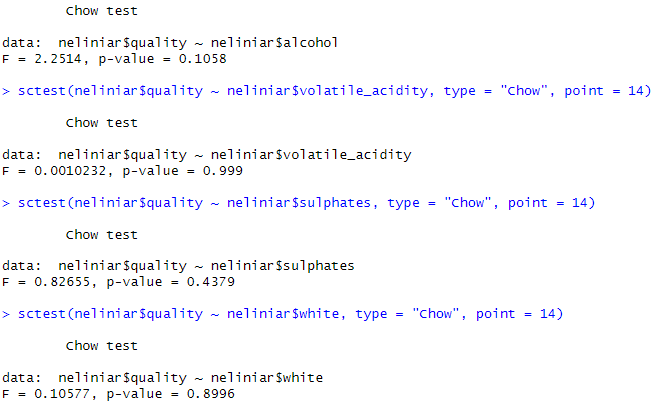 Chow test
data:  neliniar$quality ~ neliniar$alcohol
F = 2.2514, p-value = 0.1058
> sctest(neliniar$quality ~ neliniar$volatile_acidity, type = "Chow", point = 14)
Chow test
data:  neliniar$quality ~ neliniar$volatile_acidity
F = 0.0010232, p-value = 0.999
> sctest(neliniar$quality ~ neliniar$sulphates, type = "Chow", point = 14)
Chow test
data:  neliniar$quality ~ neliniar$sulphates
F = 0.82655, p-value = 0.4379
> sctest(neliniar$quality ~ neliniar$white, type = "Chow", point = 14)
Chow test
data:  neliniar$quality ~ neliniar$white
F = 0.10577, p-value = 0.8996